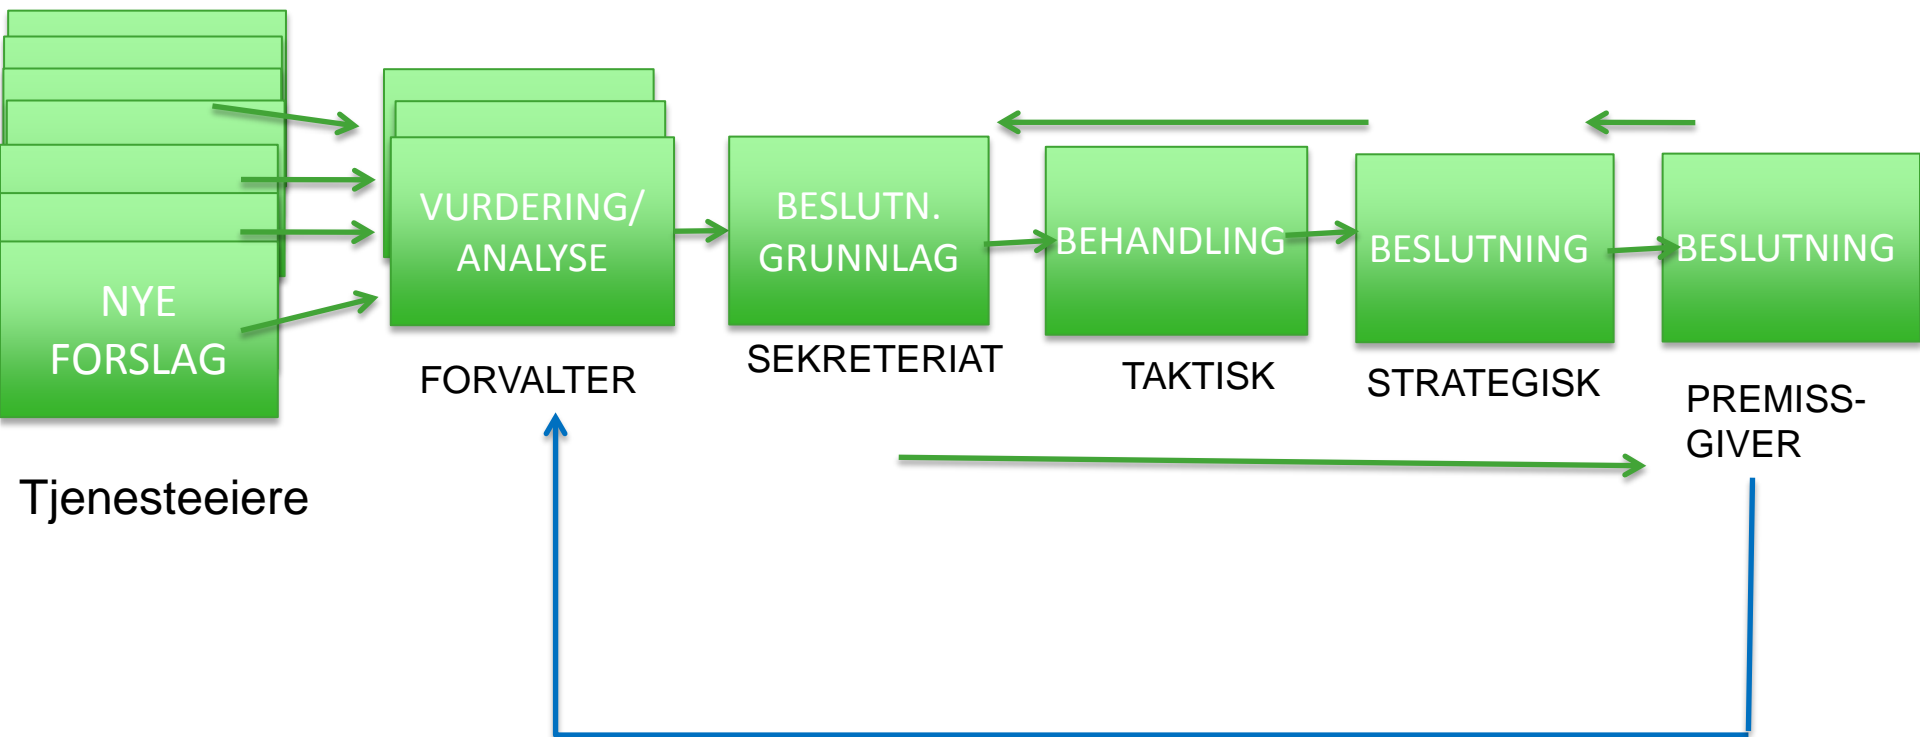 NYE
FORSLAG
Tjenesteeiere
VURDERING/
ANALYSE
FORVALTER
BESLUTN.
GRUNNLAG
SEKRETERIAT
BEHANDLING
TAKTISK
BESLUTNING
STRATEGISK
BESLUTNING
PREMISS-
GIVER